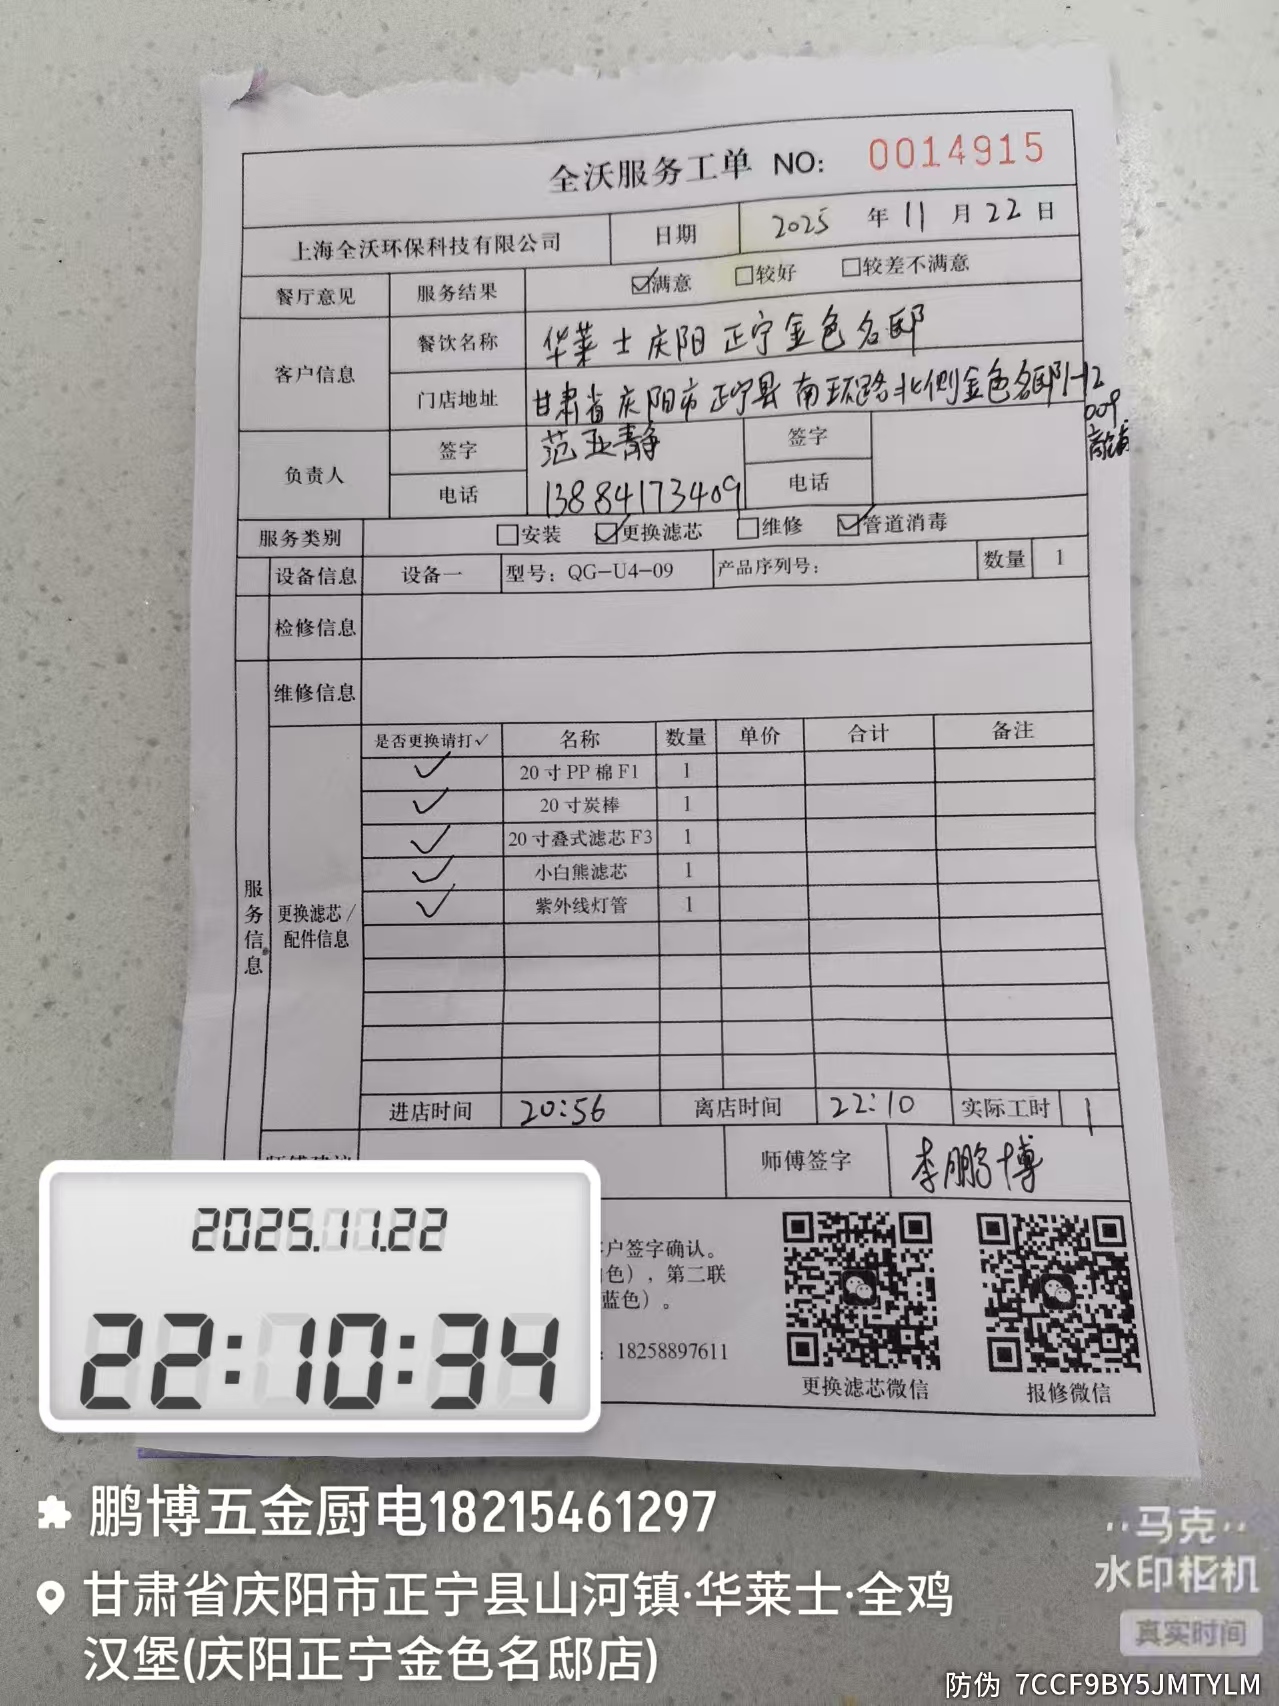 全沃服务工单 NO: 0014915
上海全沃环保科技有限公司 日期 2025 年 11 月 22 日
餐厅意见 服务结果 ☑满意 □较好 □较差不满意
客户信息 餐饮名称 华莱士庆阳正宁金色名邸
门店地址 甘肃省庆阳市正宁县南环路北侧金色名邸1-12
009
商铺
负责人 签字 范亚静 签字
电话 13884173409 电话
服务类别 □安装 ☑更换滤芯 □维修 ☑管道消毒
设备信息 设备一 型号：QG-U4-09 产品序列号： 数量 1
检修信息
维修信息
服务信息
更换滤芯/
配件信息
是否更换请打✓ 名称 数量 单价 合计 备注
✓ 20寸PP棉F1 1
✓ 20寸炭棒 1
✓ 20寸叠式滤芯F3 1
✓ 小白熊滤芯 1
✓ 紫外线灯管 1
进店时间 20:56 离店时间 22:10 实际工时 1
师傅签字 李鹏博
客户签字确认。
色），第二联
蓝色）。
：18258897611
更换滤芯微信 报修微信
2025.11.22
22:10:34
鹏博五金厨电18215461297
甘肃省庆阳市正宁县山河镇·华莱士·全鸡
汉堡(庆阳正宁金色名邸店)
马克
水印相机
真实时间
防伪 7CCF9BY5JMTYLM